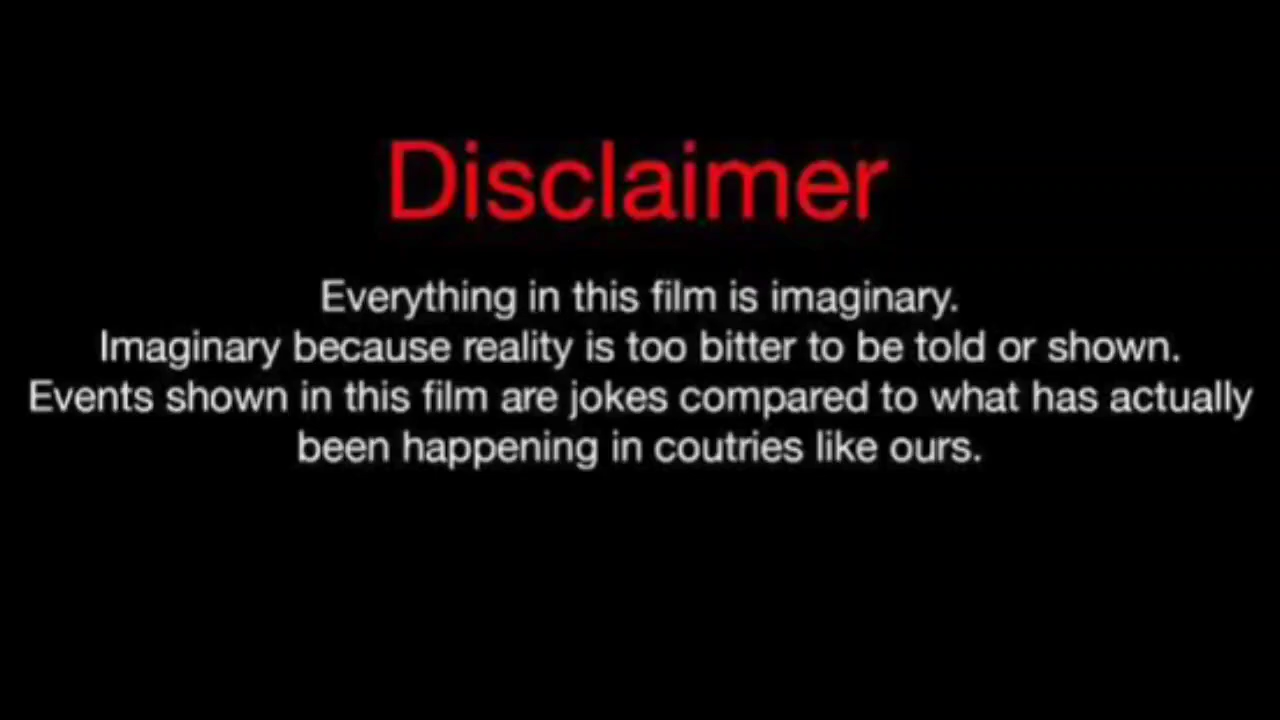 Disclaimer
Everything in this film is imaginary.
Imaginary because reality is too bitter to be told or shown.
Events shown in this film are jokes compared to what has actually
been happening in coutries like ours.